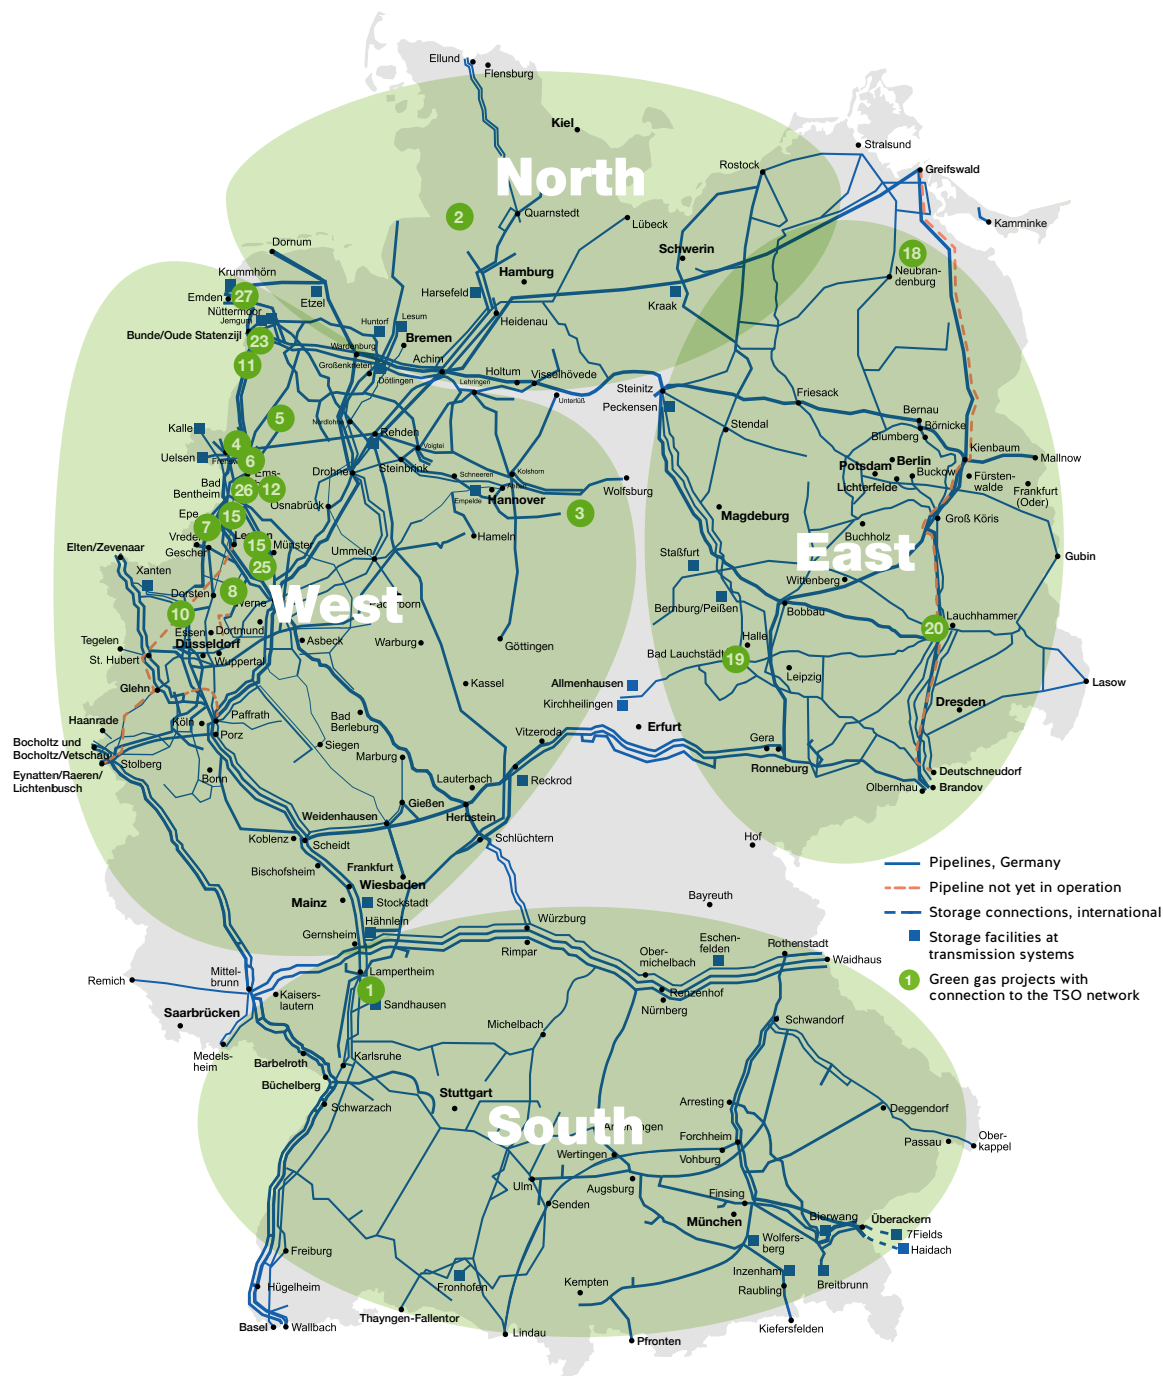 Ellund
Flensburg
Kiel
North
Stralsund
Rostock
Greifswald
Kamminke
2
Quarnstedt
Lübeck
Schwerin
18
Neubran-
denburg
Dornum
Krummhörn
Hamburg
Emden
27
Etzel
Harsefeld
Kraak
Nüttermoor
Jemgum
Heidenau
Huntorf
Lesum
Bunde/Oude Statenzijl
23
Bremen
Wardenburg
Großenkneten
Achim
11
Dötlingen
Lehringen
Holtum
Visselhövede
Unterlüß
Steinitz
Peckensen
Friesack
Bernau
Börnicke
Blumberg
Stendal
5
Kalle
Nordlohne
Rehden
Voigtei
4
Uelsen
6
Kienbaum
Mallnow
Potsdam
Berlin
Buckow
Lichterfelde
Fürsten-
walde
Frankfurt
(Oder)
Drohne
Steinbrink
Schneeren
Kolshorn
Ahlten
Empelde
Hannover
Wolfsburg
Bad
Bentheim
26
12
Osnabrück
3
Magdeburg
Groß Köris
Epe
15
7
Vreden
Buchholz
Hameln
East
Gescher
15
Münster
Ummeln
Elten/Zevenaar
Gubin
25
Xanten
Staßfurt
Wittenberg
8
Dorsten
West
Bernburg/Peißen
Bobbau
10
Lauchhammer
20
Essen
Dortmund
Tegelen
Düsseldorf
Asbeck
Warburg
Göttingen
Halle
St. Hubert
Wuppertal
Bad Lauchstädt
19
Leipzig
Glehn
Kassel
Allmenhausen
Lasow
Kirchheilingen
Dresden
Haanrade
Köln
Paffrath
Bad
Berleburg
Erfurt
Porz
Vitzeroda
Gera
Bocholtz und
Bocholtz/Vetschau
Siegen
Stolberg
Marburg
Ronneburg
Eynatten/Raeren/
Lichtenbusch
Bonn
Lauterbach
Reckrod
Deutschneudorf
Olbernhau
Brandov
Gießen
Weidenhausen
Herbstein
Koblenz
Scheidt
Schlüchtern
Hof
Bischofsheim
Frankfurt
Wiesbaden
Mainz
Stockstadt
Bayreuth
Hähnlein
Würzburg
Gernsheim
Rimpar
Eschen-
felden
Ober-
michelbach
Rothenstadt
Waidhaus
Mittel-
brunn
Lampertheim
Remich
1
Kaisers-
lautern
Sandhausen
Renzenhof
Nürnberg
Saarbrücken
Michelbach
Schwandorf
Medels-
heim
Barbelroth
Karlsruhe
Büchelberg
Stuttgart
Schwarzach
Arresting
Deggendorf
South
Forchheim
Passau
Ober-
kappel
Wertingen
Vohburg
Ulm
Augsburg
Finsing
Senden
München
Bierwang
Überackern
7Fields
Haidach
Wolfers-
berg
Freiburg
Fronhofen
Inzenham
Breitbrunn
Hügelheim
Kempten
Raubling
Thayngen-Fallentor
Basel
Wallbach
Lindau
Pfronten
Kiefersfelden
Pipelines, Germany
Pipeline not yet in operation
Storage connections, international
Storage facilities at
transmission systems
1
Green gas projects with
connection to the TSO network